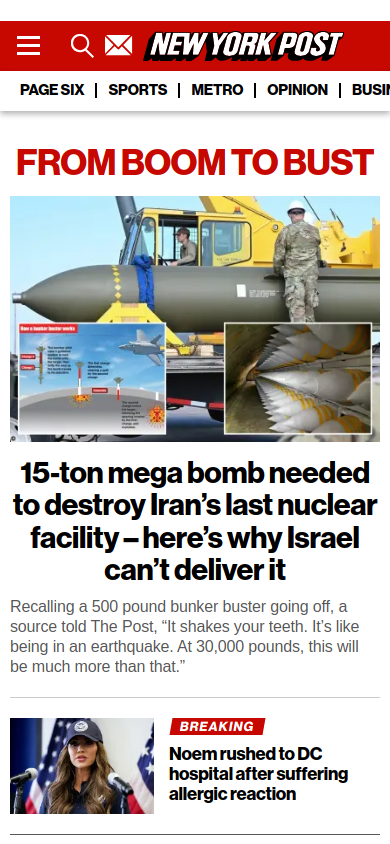 NEW YORK POST
PAGE SIX
SPORTS
METRO
OPINION
BUSI
FROM BOOM TO BUST
How a bunker buster works
15-ton mega bomb needed
to destroy Iran’s last nuclear
facility – here’s why Israel
can’t deliver it
Recalling a 500 pound bunker buster going off, a
source told The Post, “It shakes your teeth. It’s like
being in an earthquake. At 30,000 pounds, this will
be much more than that.”
BREAKING
Noem rushed to DC
hospital after suffering
allergic reaction